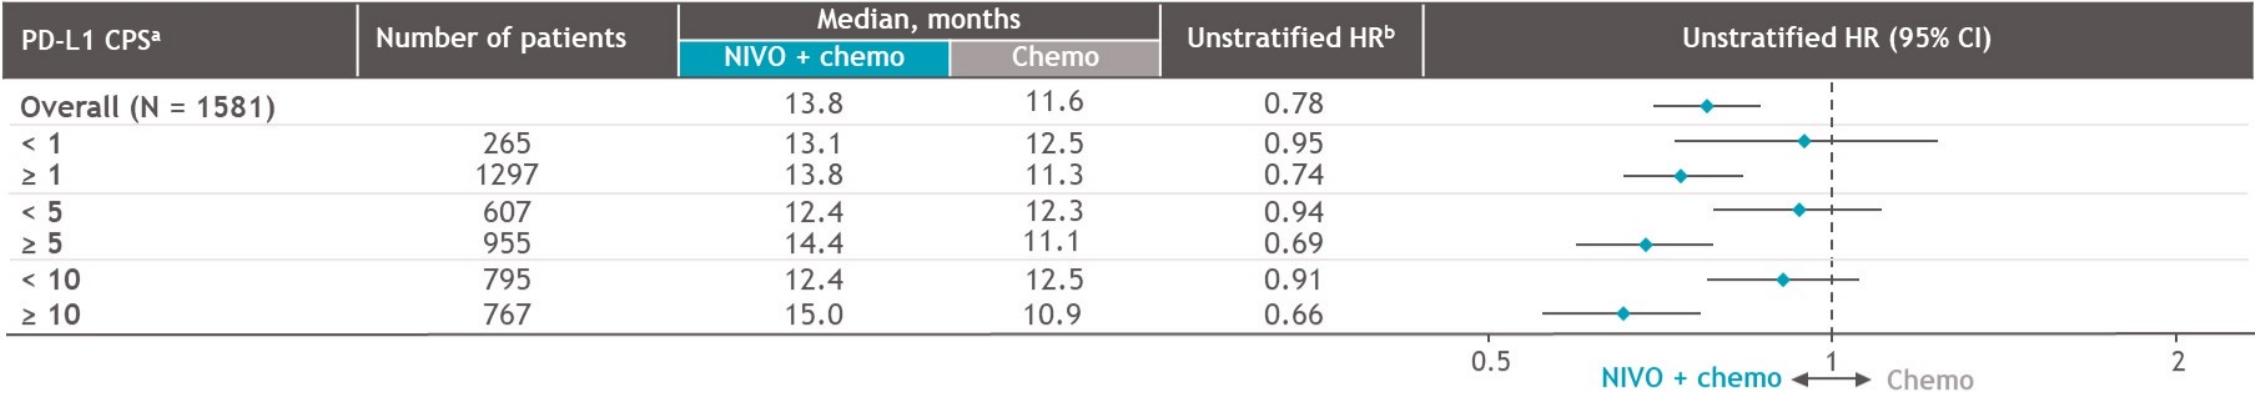 PD-L1 CPSᵃ Number of patients Median, months Unstratified HRᵇ Unstratified HR (95% CI)
NIVO + chemo Chemo
Overall (N = 1581) 13.8 11.6 0.78
< 1 265 13.1 12.5 0.95
≥ 1 1297 13.8 11.3 0.74
< 5 607 12.4 12.3 0.94
≥ 5 955 14.4 11.1 0.69
< 10 795 12.4 12.5 0.91
≥ 10 767 15.0 10.9 0.66
0.5 1 2
NIVO + chemo Chemo